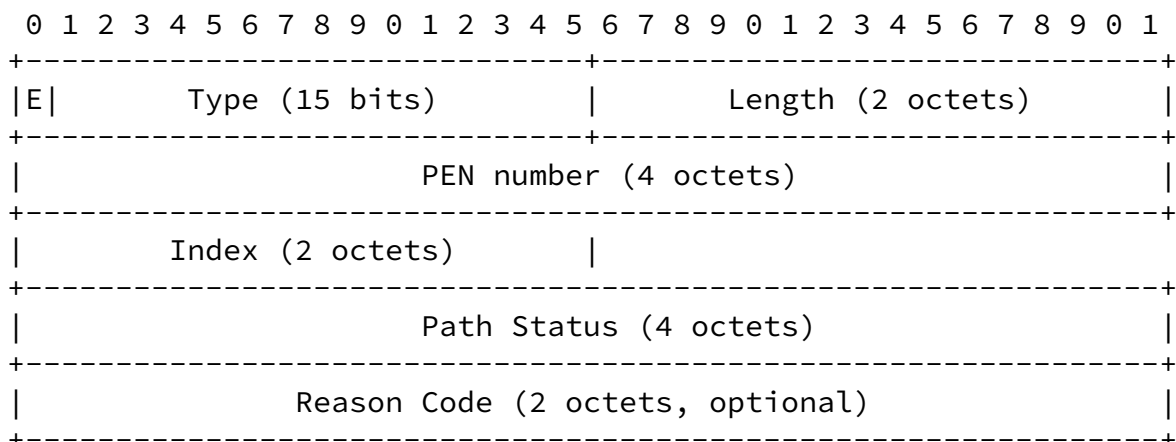 0 1 2 3 4 5 6 7 8 9 0 1 2 3 4 5 6 7 8 9 0 1 2 3 4 5 6 7 8 9 0 1
+-------------------------------+-------------------------------+
|E| Type (15 bits) | Length (2 octets) |
+-------------------------------+-------------------------------+
| PEN number (4 octets) |
+---------------------------------------------------------------+
| Index (2 octets) |
+---------------------------------------------------------------+
| Path Status (4 octets) |
+---------------------------------------------------------------+
| Reason Code (2 octets, optional) |
+---------------------------------------------------------------+